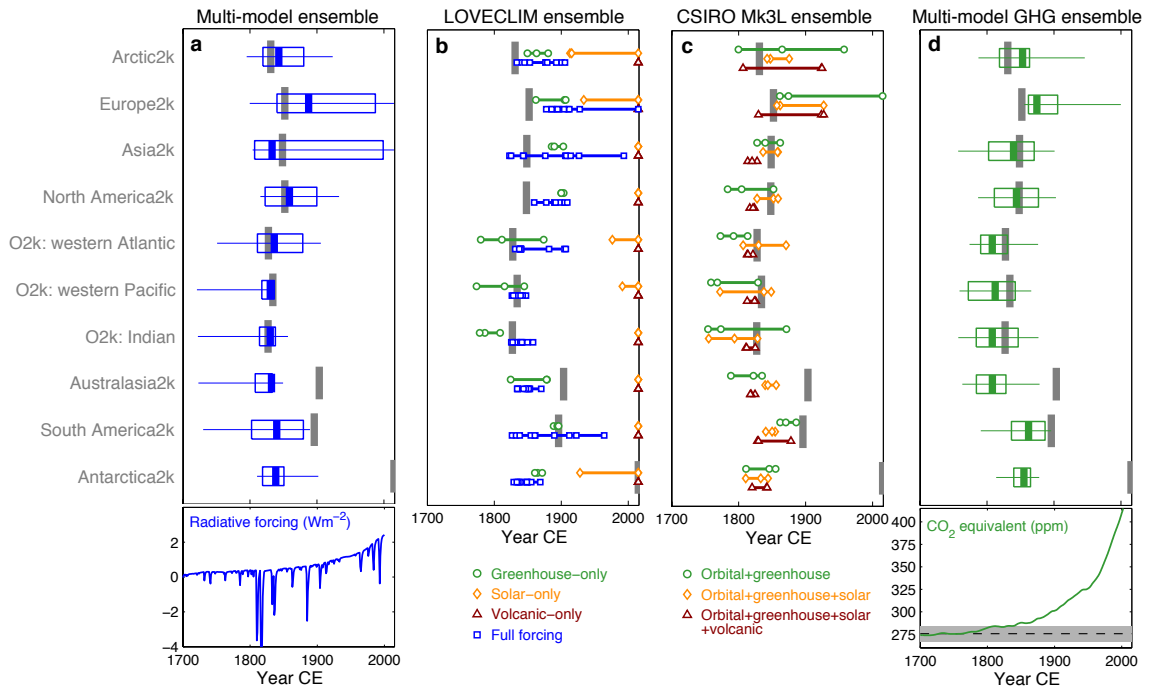 Multi-model ensemble
LOVECLIM ensemble
CSIRO Mk3L ensemble
Multi-model GHG ensemble
a
b
c
d
Arctic2k
Europe2k
Asia2k
North America2k
O2k: western Atlantic
O2k: western Pacific
O2k: Indian
Australasia2k
South America2k
Antarctica2k
1700 1800 1900 2000
Year CE
1700 1800 1900 2000
Year CE
Radiative forcing (Wm−2)
2
0
−2
−4
1700 1800 1900 2000
Year CE
Greenhouse−only
Solar−only
Volcanic−only
Full forcing
Orbital+greenhouse
Orbital+greenhouse+solar
Orbital+greenhouse+solar
+volcanic
CO2 equivalent (ppm)
400
375
350
325
300
275
1700 1800 1900 2000
Year CE